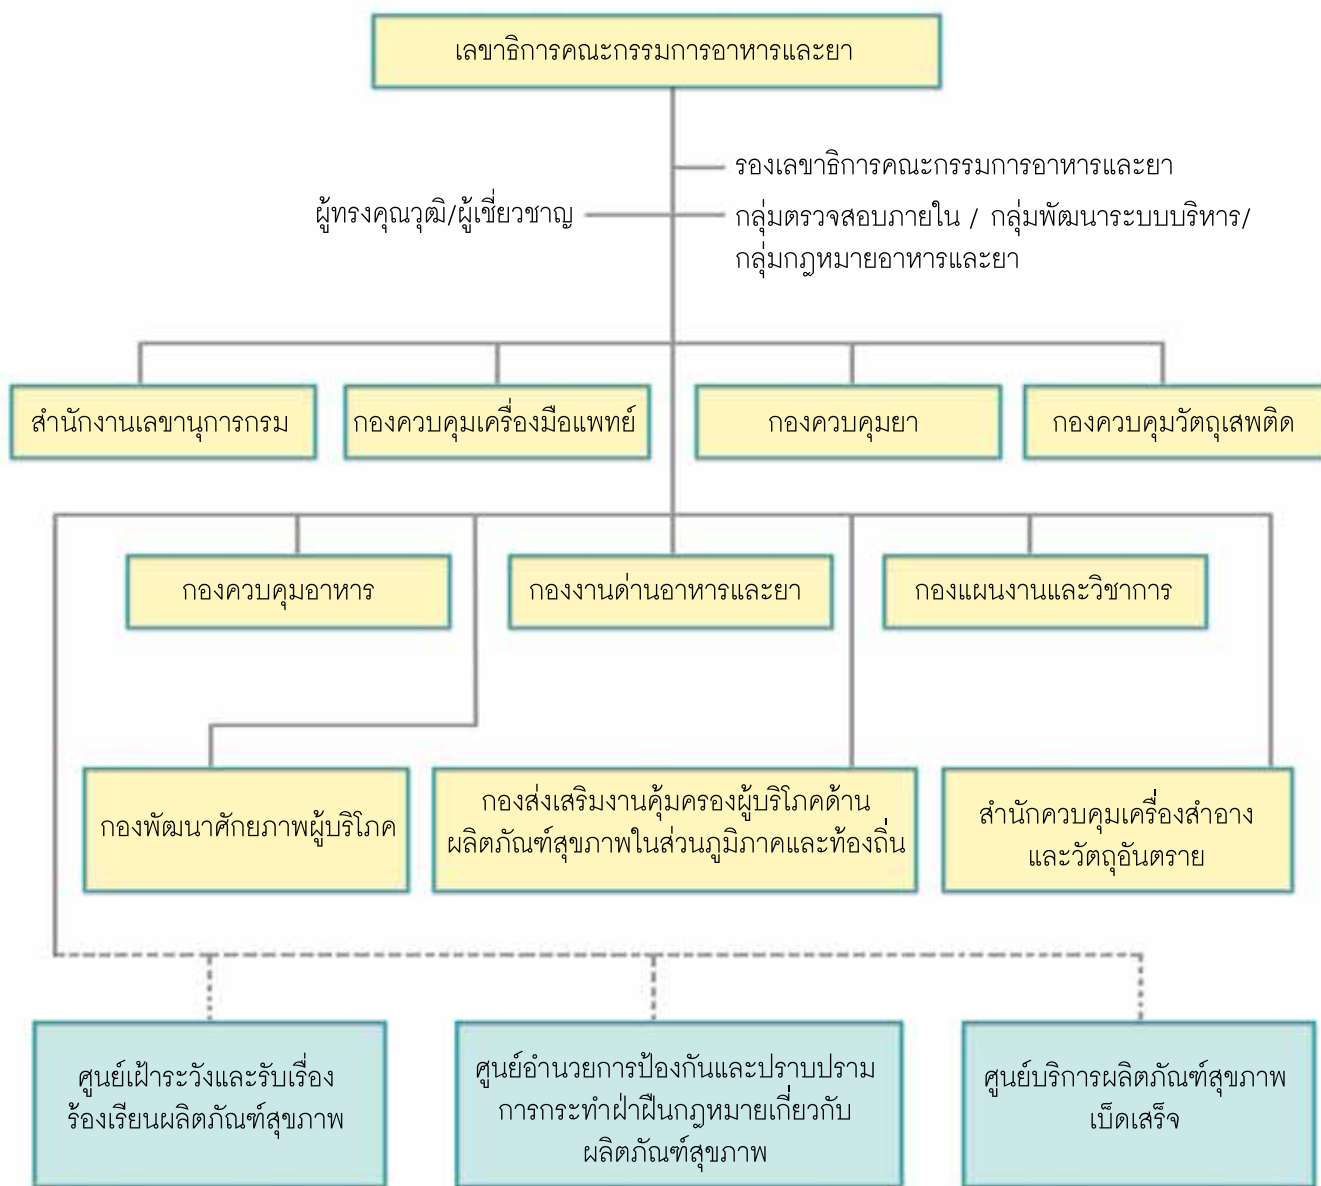 เลขาธิการคณะกรรมการอาหารและยา
รองเลขาธิการคณะกรรมการอาหารและยา
ผู้ทรงคุณวุฒิ/ผู้เชี่ยวชาญ
กลุ่มตรวจสอบภายใน / กลุ่มพัฒนาระบบบริหาร/
กลุ่มกฎหมายอาหารและยา
สำนักงานเลขานุการกรม
กองควบคุมเครื่องมือแพทย์
กองควบคุมยา
กองควบคุมวัตถุเสพติด
กองควบคุมอาหาร
กองงานด่านอาหารและยา
กองแผนงานและวิชาการ
กองพัฒนาศักยภาพผู้บริโภค
กองส่งเสริมงานคุ้มครองผู้บริโภคด้าน
ผลิตภัณฑ์สุขภาพในส่วนภูมิภาคและท้องถิ่น
สำนักควบคุมเครื่องสำอาง
และวัตถุอันตราย
ศูนย์เฝ้าระวังและรับเรื่อง
ร้องเรียนผลิตภัณฑ์สุขภาพ
ศูนย์อำนวยการป้องกันและปราบปราม
การกระทำฝ่าฝืนกฎหมายเกี่ยวกับ
ผลิตภัณฑ์สุขภาพ
ศูนย์บริการผลิตภัณฑ์สุขภาพ
เบ็ดเสร็จ